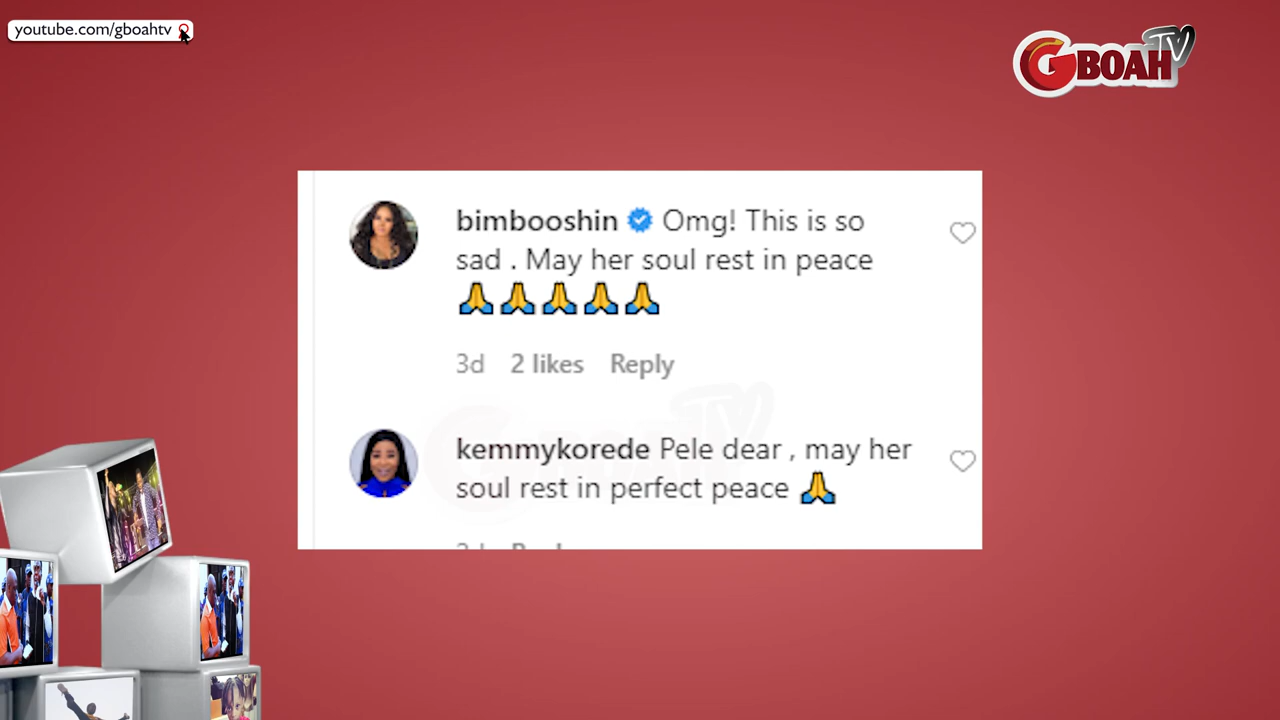 youtube.com/gboahtv
GBOAH TV
bimbooshin Omg! This is so
sad . May her soul rest in peace
🙏🙏🙏🙏🙏
3d 2 likes Reply
kemmykorede Pele dear , may her
soul rest in perfect peace 🙏